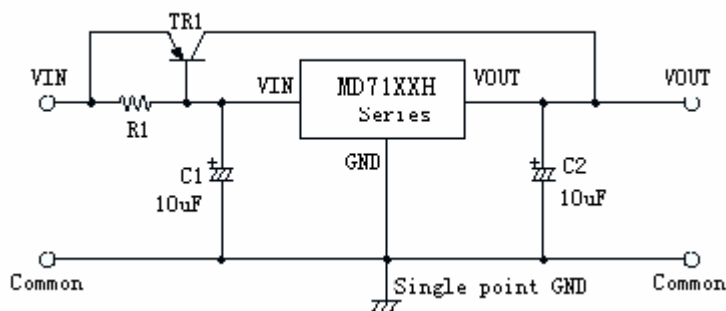 TR1
VIN
VIN
MD71XXH
VOUT
VOUT
Series
R1
GND
C1
10uF
C2
10uF
Common
Single point GND
Common